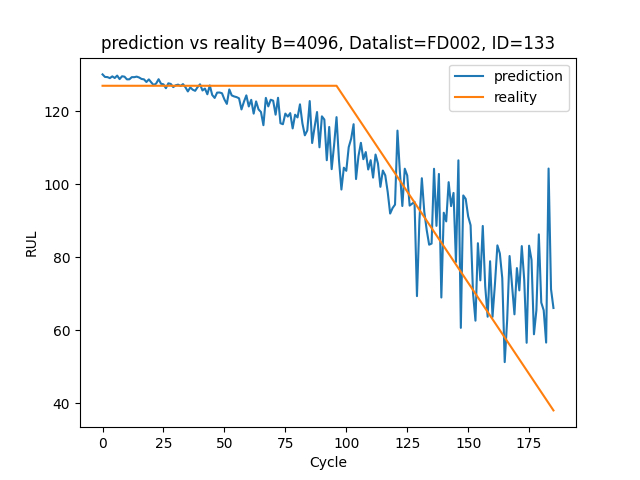 prediction vs reality B=4096, Datalist=FD002, ID=133
prediction
reality
120
100
80
60
40
RUL
0 25 50 75 100 125 150 175
Cycle